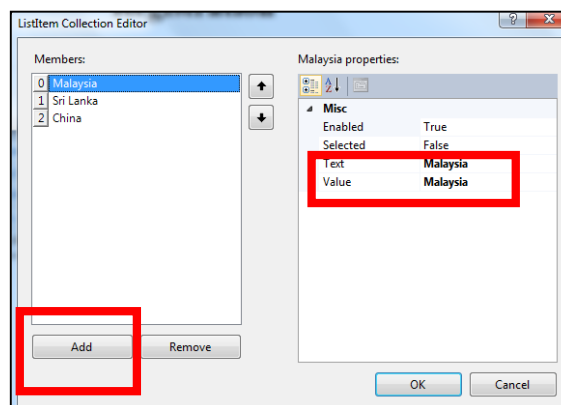 ListItem Collection Editor
Members:
0 Malaysia
1 Sri Lanka
2 China
Add Remove
Malaysia properties:
Misc
Enabled True
Selected False
Text Malaysia
Value Malaysia
OK Cancel